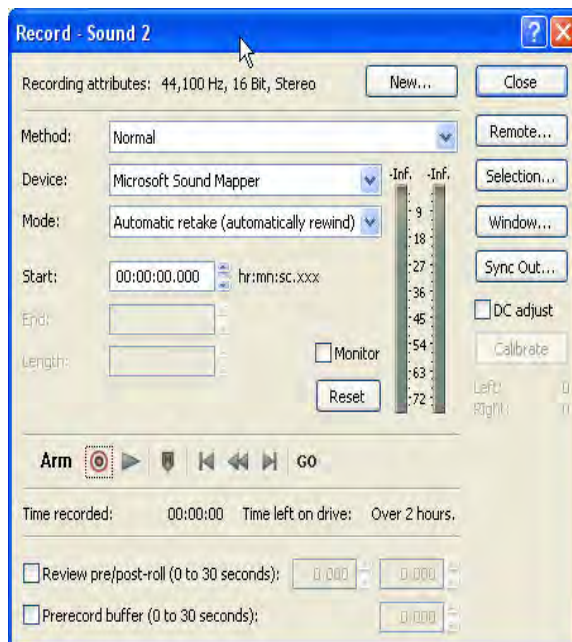 Record - Sound 2
Recording attributes: 44,100 Hz, 16 Bit, Stereo New... Close
Method: Normal Remote...
Device: Microsoft Sound Mapper -Inf. -Inf. Selection...
Mode: Automatic retake (automatically rewind) 9 Window...
18
Start: 00:00:00.000 hr:mn:sc.xxx 27 Sync Out...
36
End: 45 DC adjust
Monitor 54 Calibrate
Length: 63
Reset 72 Left: 0
Right: 0
Arm GO
Time recorded: 00:00:00 Time left on drive: Over 2 hours.
Review pre/post-roll (0 to 30 seconds): 0.000 0.000
Prerecord buffer (0 to 30 seconds): 0.000